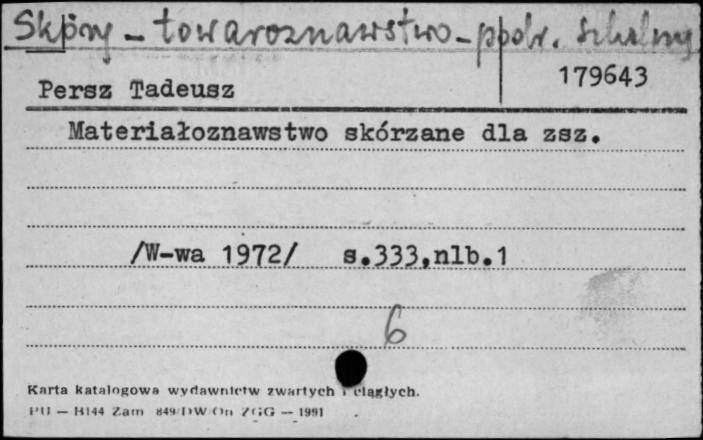 Skóry - towaroznawstwo - podr. szkolny
179643
Persz Tadeusz
Materiałoznawstwo skórzane dla zsz.
/W-wa 1972/ s.333,nlb.1
6
Karta katalogowa wydawnictw zwartych i ciągłych.
PU — H144 Zam 849/DW/On ZGG — 1991